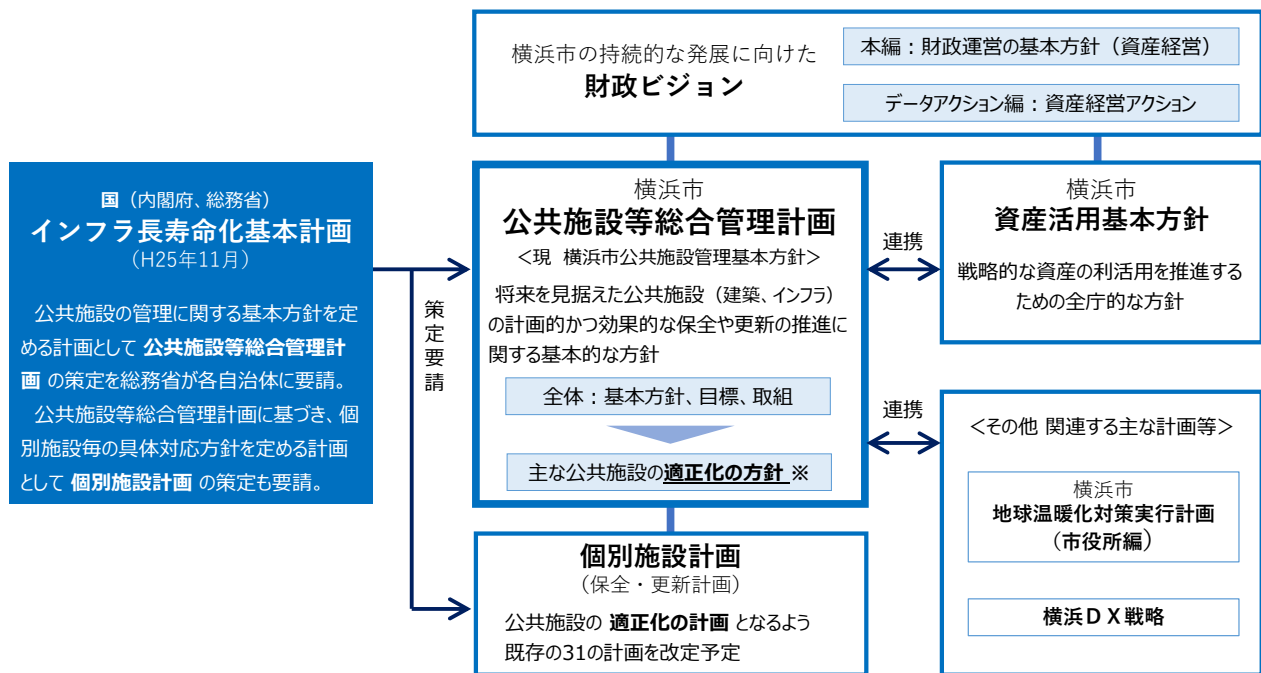 横浜市の持続的な発展に向けた
財政ビジョン
本編：財政運営の基本方針（資産経営）
データアクション編：資産経営アクション
国（内閣府、総務省）
インフラ長寿命化基本計画
（H25年11月）
公共施設の管理に関する基本方針を定
める計画として 公共施設等総合管理計
画 の策定を総務省が各自治体に要請。
公共施設等総合管理計画に基づき、個
別施設毎の具体対応方針を定める計画
として 個別施設計画 の策定も要請。
策定要請
横浜市
公共施設等総合管理計画
＜現 横浜市公共施設管理基本方針＞
将来を見据えた公共施設（建築、インフラ）
の計画的かつ効果的な保全や更新の推進に
関する基本的な方針
全体：基本方針、目標、取組
主な公共施設の適正化の方針 ※
連携
横浜市
資産活用基本方針
戦略的な資産の利活用を推進する
ための全庁的な方針
連携
＜その他 関連する主な計画等＞
横浜市
地球温暖化対策実行計画
（市役所編）
横浜ＤＸ戦略
個別施設計画
（保全・更新計画）
公共施設の 適正化の計画 となるよう
既存の31の計画を改定予定